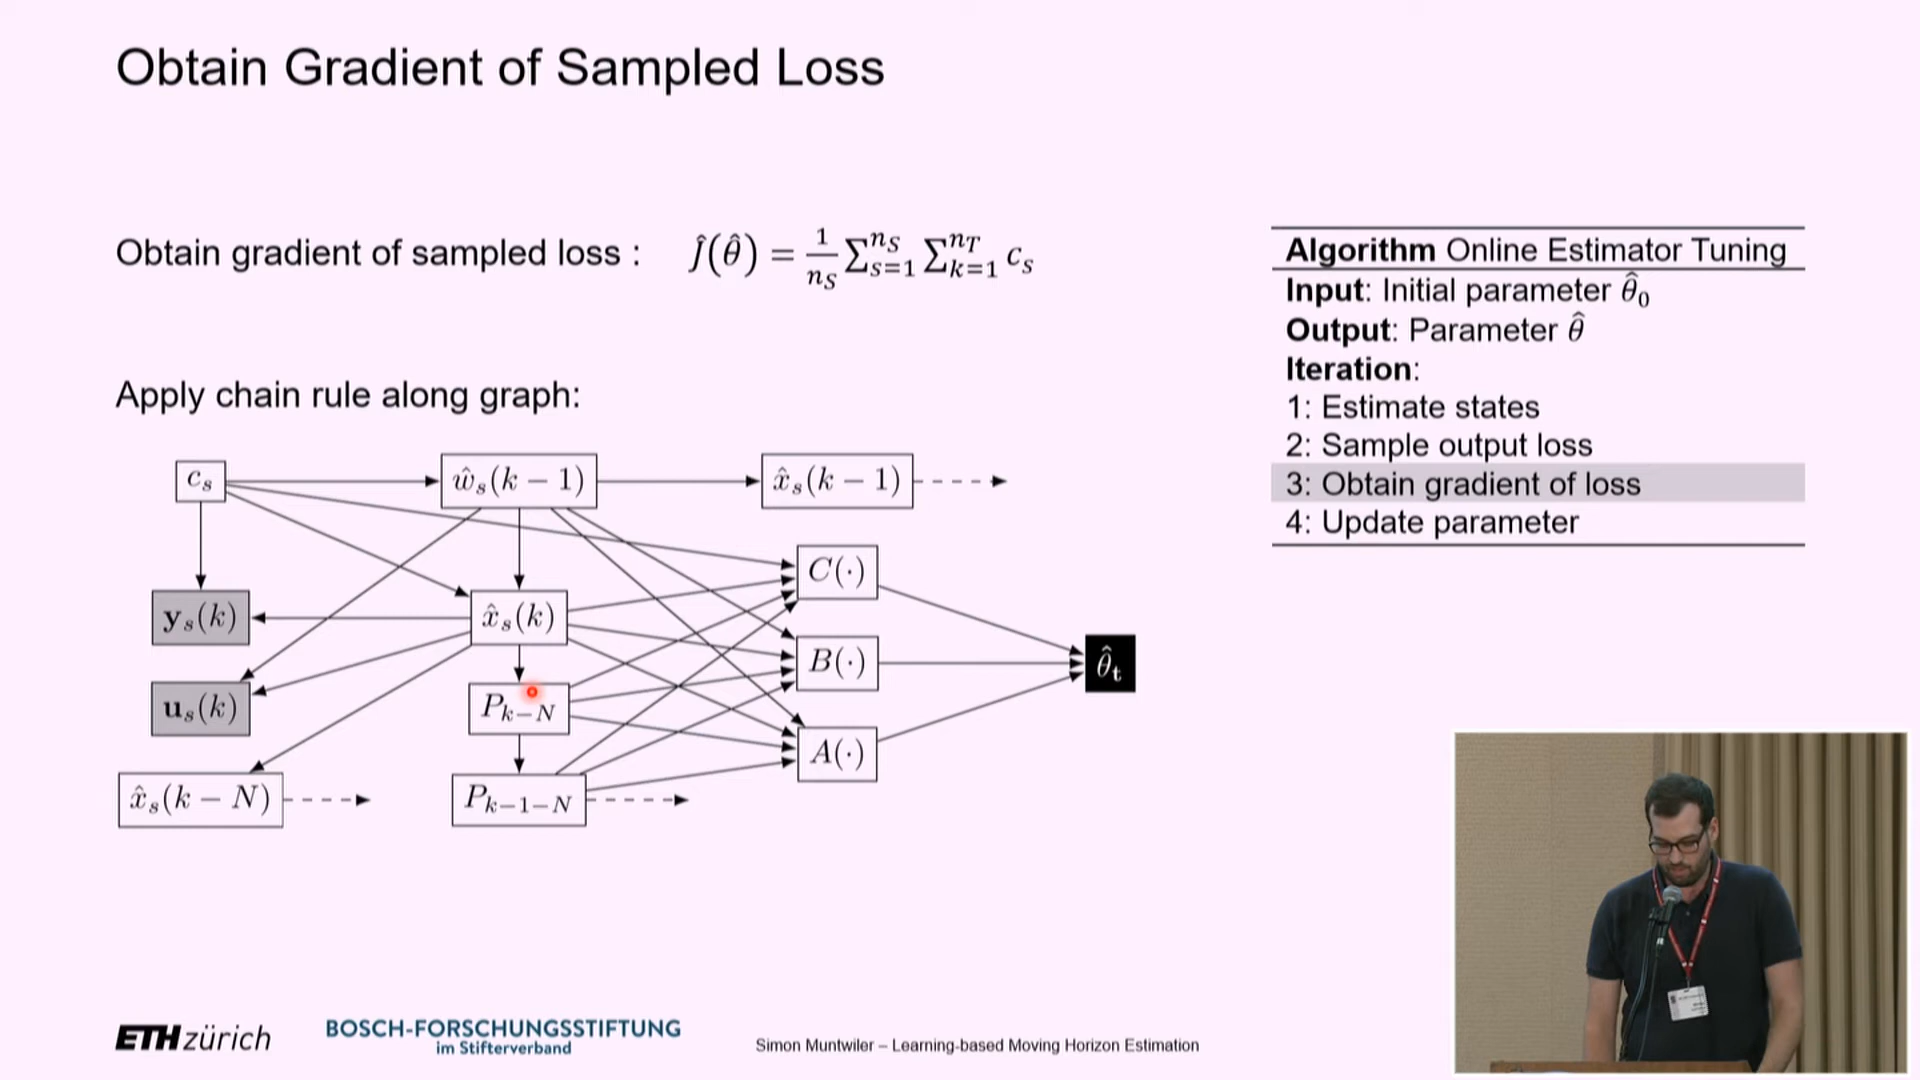 Obtain Gradient of Sampled Loss
Obtain gradient of sampled loss : Ĵ(θ̂) = 1/n_S ∑_{s=1}^{n_S} ∑_{k=1}^{n_T} c_s
Apply chain rule along graph:
c_s
ŵ_s(k − 1)
x̂_s(k − 1)
C(·)
y_s(k)
x̂_s(k)
B(·)
θ̂_t
u_s(k)
P_{k−N}
A(·)
x̂_s(k − N)
P_{k−1−N}
Algorithm Online Estimator Tuning
Input: Initial parameter θ̂_0
Output: Parameter θ̂
Iteration:
1: Estimate states
2: Sample output loss
3: Obtain gradient of loss
4: Update parameter
ETH zürich
BOSCH-FORSCHUNGSSTIFTUNG
im Stifterverband
Simon Muntwiler – Learning-based Moving Horizon Estimation